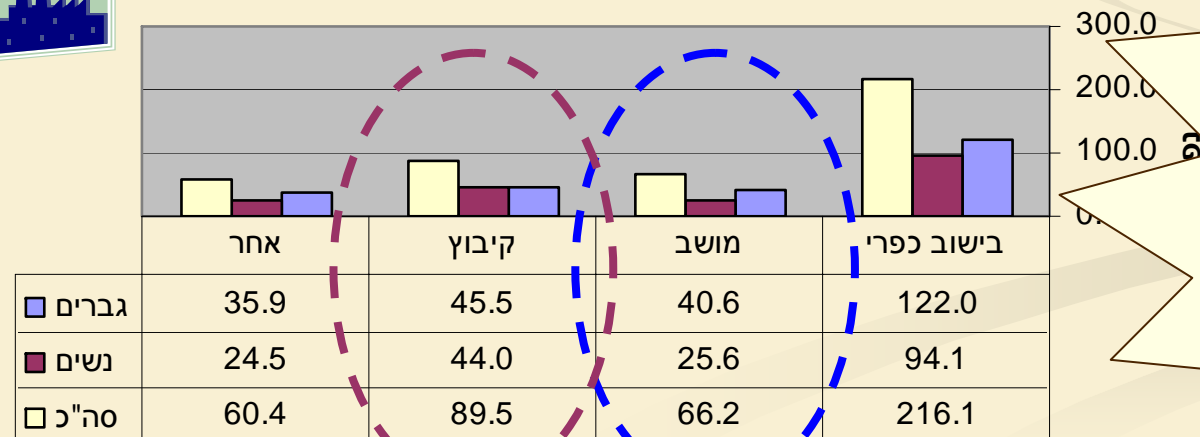 300.0
200.0
100.0
בישוב כפרי מושב קיבוץ אחר
גברים 122.0 40.6 45.5 35.9
נשים 94.1 25.6 44.0 24.5
סה"כ 216.1 66.2 89.5 60.4